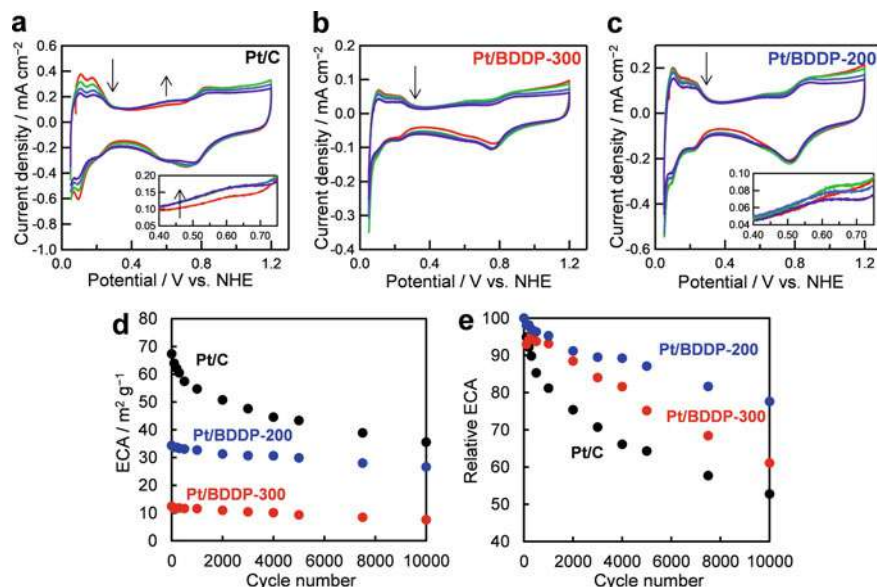 a
Pt/C
Current density / mA cm⁻²
0.6
0.4
0.2
0.0
-0.2
-0.4
-0.6
-0.8
-1.0
0.20
0.15
0.10
0.40 0.50 0.60 0.70
0.0 0.4 0.8 1.2
Potential / V vs. NHE
b
Pt/BDDP-300
Current density / mA cm⁻²
0.2
0.1
0.0
-0.1
-0.2
-0.3
-0.4
0.0 0.4 0.8 1.2
Potential / V vs. NHE
c
Pt/BDDP-200
Current density / mA cm⁻²
0.4
0.2
0.0
-0.2
-0.4
-0.6
0.10
0.08
0.06
0.04
0.40 0.50 0.60 0.70
0.0 0.4 0.8 1.2
Potential / V vs. NHE
d
ECA / m² g⁻¹
80
70
60
50
40
30
20
10
0
Pt/C
Pt/BDDP-200
Pt/BDDP-300
0 2000 4000 6000 8000 10000
Cycle number
e
Relative ECA
100
90
80
70
60
50
40
Pt/BDDP-200
Pt/BDDP-300
Pt/C
0 2000 4000 6000 8000 10000
Cycle number